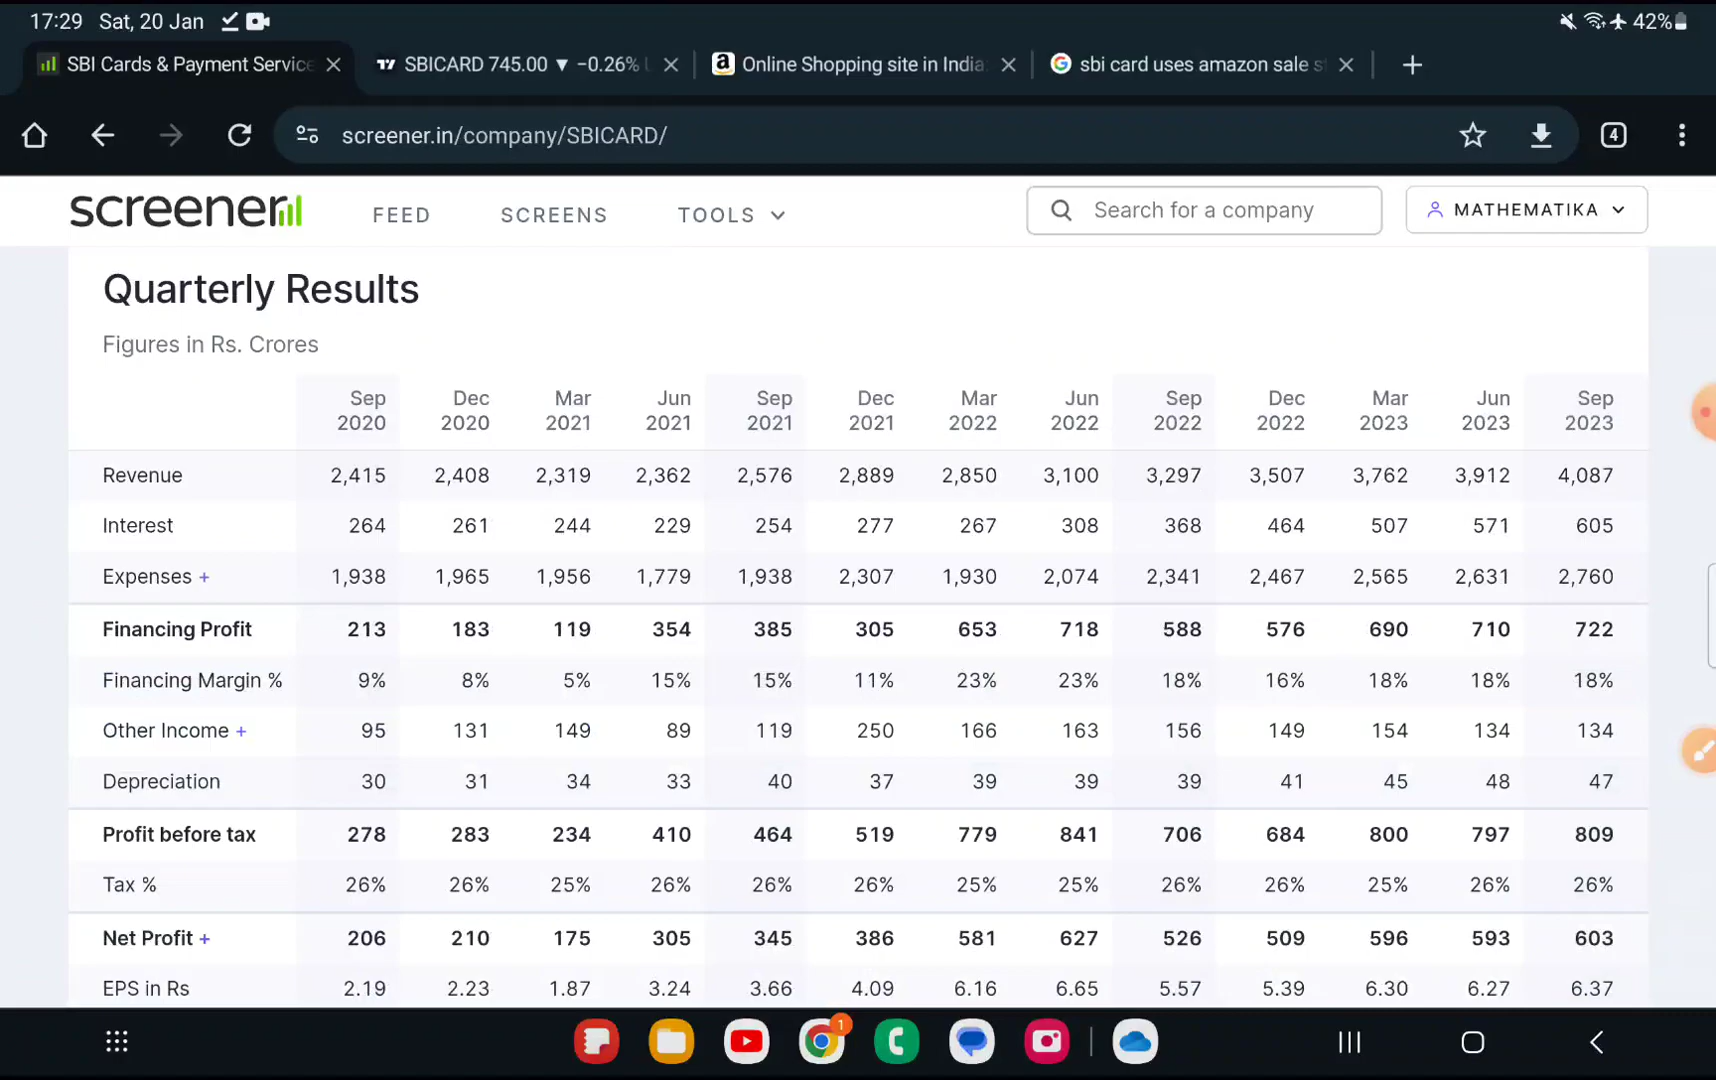 17:29 Sat, 20 Jan 42%
SBI Cards & Payment Service SBICARD 745.00 ▼ −0.26% Online Shopping site in India: sbi card uses amazon sale
screener.in/company/SBICARD/ 4
screener FEED SCREENS TOOLS Search for a company MATHEMATIKA
Quarterly Results
Figures in Rs. Crores
Sep Dec Mar Jun Sep Dec Mar Jun Sep Dec Mar Jun Sep
2020 2020 2021 2021 2021 2021 2022 2022 2022 2022 2023 2023 2023
Revenue 2,415 2,408 2,319 2,362 2,576 2,889 2,850 3,100 3,297 3,507 3,762 3,912 4,087
Interest 264 261 244 229 254 277 267 308 368 464 507 571 605
Expenses + 1,938 1,965 1,956 1,779 1,938 2,307 1,930 2,074 2,341 2,467 2,565 2,631 2,760
Financing Profit 213 183 119 354 385 305 653 718 588 576 690 710 722
Financing Margin % 9% 8% 5% 15% 15% 11% 23% 23% 18% 16% 18% 18% 18%
Other Income + 95 131 149 89 119 250 166 163 156 149 154 134 134
Depreciation 30 31 34 33 40 37 39 39 39 41 45 48 47
Profit before tax 278 283 234 410 464 519 779 841 706 684 800 797 809
Tax % 26% 26% 25% 26% 26% 26% 25% 25% 26% 26% 25% 26% 26%
Net Profit + 206 210 175 305 345 386 581 627 526 509 596 593 603
EPS in Rs 2.19 2.23 1.87 3.24 3.66 4.09 6.16 6.65 5.57 5.39 6.30 6.27 6.37
1